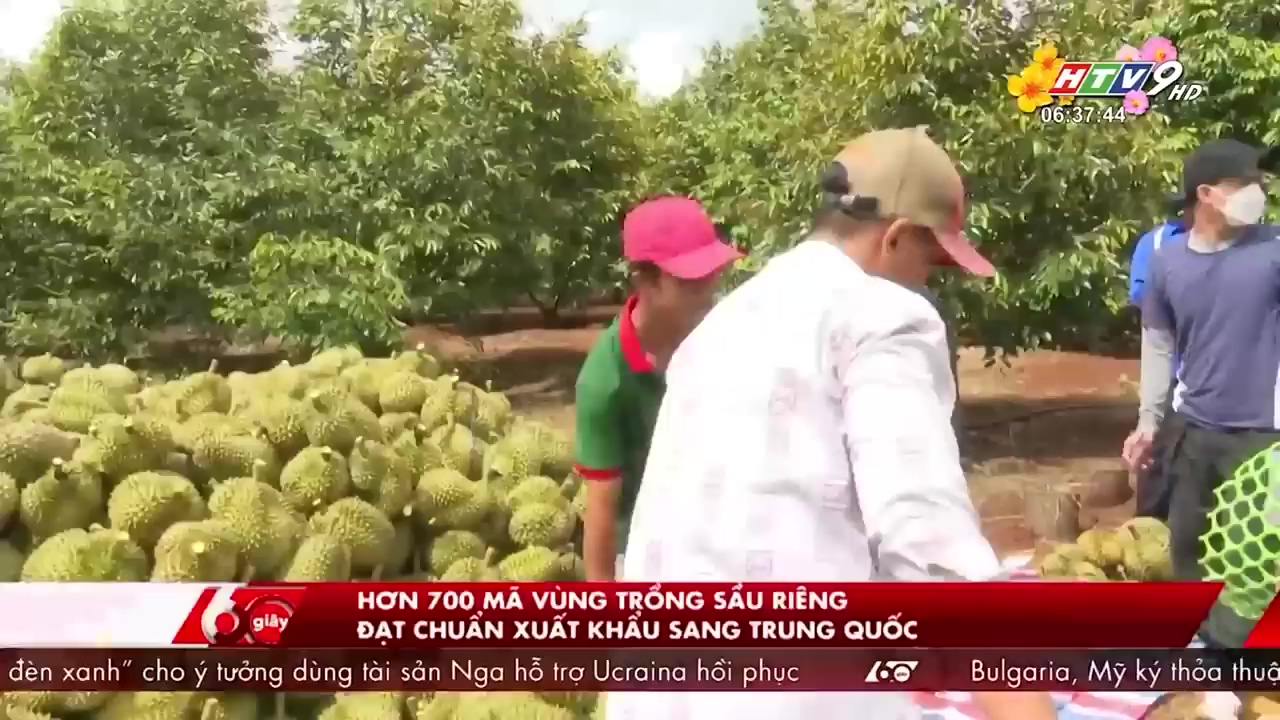 HTV9 HD
06:37:44
60 giây
HƠN 700 MÃ VÙNG TRỒNG SẦU RIÊNG
ĐẠT CHUẨN XUẤT KHẨU SANG TRUNG QUỐC
đèn xanh” cho ý tưởng dùng tài sản Nga hỗ trợ Ucraina hồi phục 60 giây Bulgaria, Mỹ ký thỏa thuậ